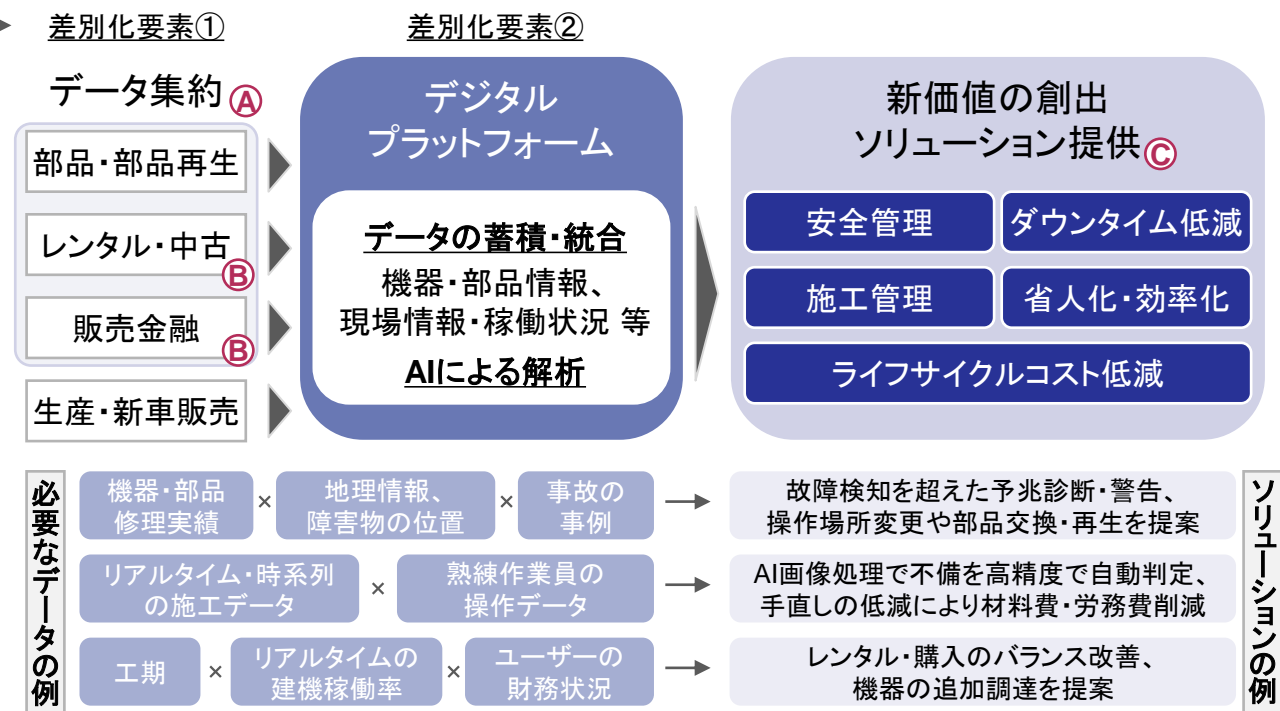 差別化要素①
差別化要素②
データ集約 Ⓐ
部品・部品再生
レンタル・中古
Ⓑ
販売金融
Ⓑ
生産・新車販売
デジタル
プラットフォーム
データの蓄積・統合
機器・部品情報、
現場情報・稼働状況 等
AIによる解析
新価値の創出
ソリューション提供Ⓒ
安全管理
ダウンタイム低減
施工管理
省人化・効率化
ライフサイクルコスト低減
必要なデータの例
機器・部品
修理実績
×
地理情報、
障害物の位置
×
事故の
事例
故障検知を超えた予兆診断・警告、
操作場所変更や部品交換・再生を提案
リアルタイム・時系列
の施工データ
×
熟練作業員の
操作データ
AI画像処理で不備を高精度で自動判定、
手直しの低減により材料費・労務費削減
工期
×
リアルタイムの
建機稼働率
×
ユーザーの
財務状況
レンタル・購入のバランス改善、
機器の追加調達を提案
ソリューションの例